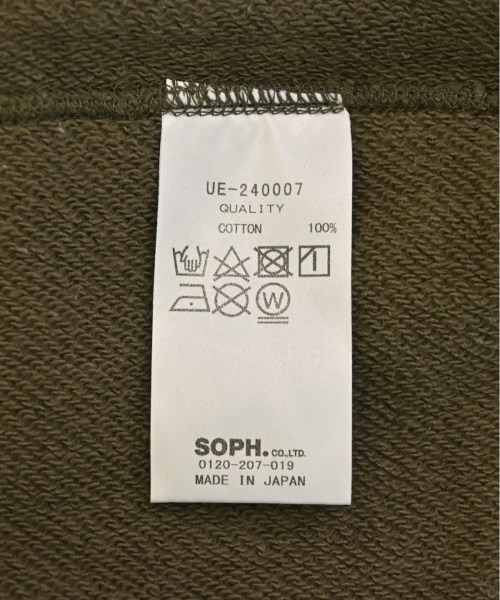 UE-240007
QUALITY
COTTON 100%
W
SOPH. CO.,LTD.
0120-207-019
MADE IN JAPAN